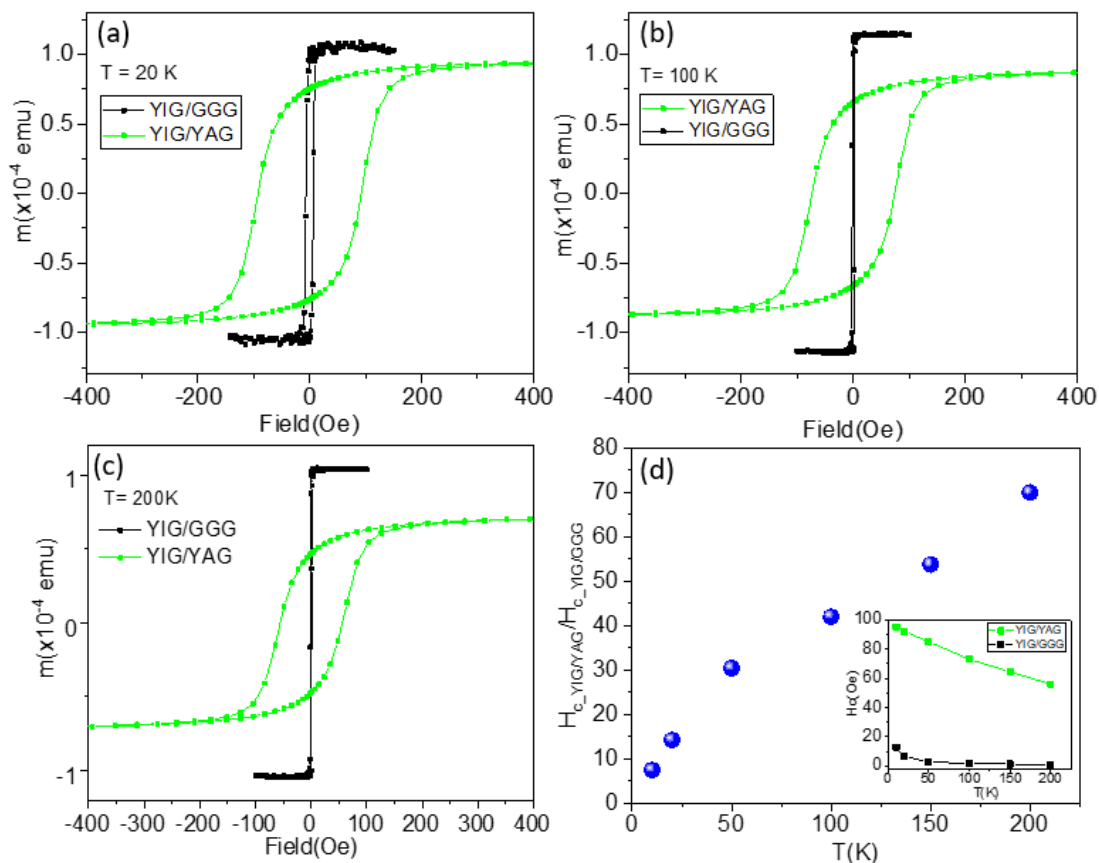 (a)
T = 20 K
YIG/GGG
YIG/YAG
1.0
0.5
0.0
-0.5
-1.0
m(x10⁻⁴ emu)
-400 -200 0 200 400
Field(Oe)
(b)
T= 100 K
YIG/YAG
YIG/GGG
1.0
0.5
0.0
-0.5
-1.0
m(x10⁻⁴ emu)
-400 -200 0 200 400
Field(Oe)
(c)
T= 200K
YIG/GGG
YIG/YAG
1
0
-1
m(x10⁻⁴ emu)
-400 -300 -200 -100 0 100 200 300 400
Field(Oe)
(d)
80
70
60
50
40
30
20
10
0
H_c_YIG/YAG/H_c_YIG/GGG
0 50 100 150 200
T(K)
YIG/YAG
YIG/GGG
100
80
60
40
20
0
Hc(Oe)
0 50 100 150 200
T(K)